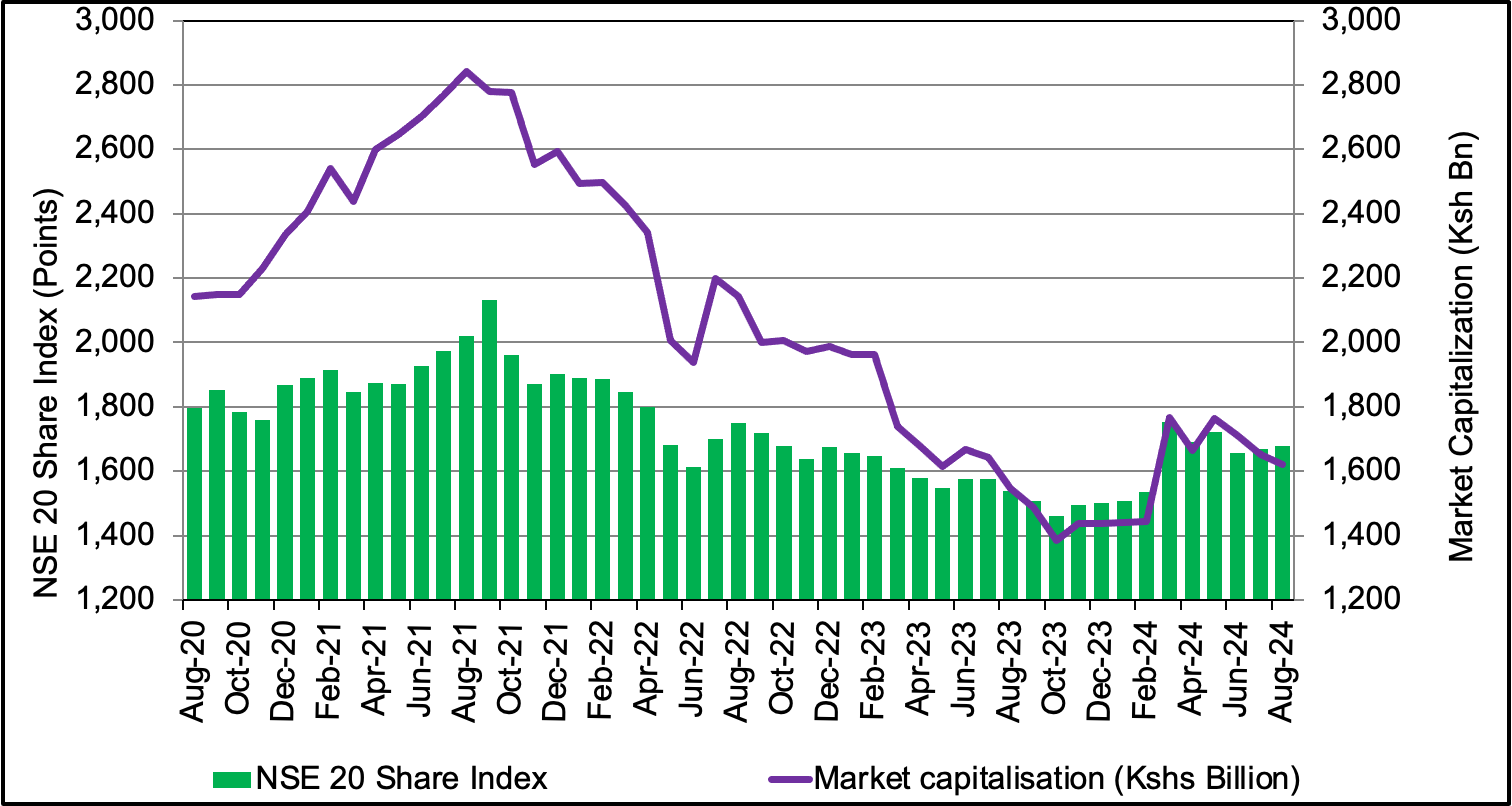 3,000
2,800
2,600
2,400
2,200
2,000
1,800
1,600
1,400
1,200
NSE 20 Share Index (Points)
3,000
2,800
2,600
2,400
2,200
2,000
1,800
1,600
1,400
1,200
Market Capitalization (Ksh Bn)
Aug-20
Oct-20
Dec-20
Feb-21
Apr-21
Jun-21
Aug-21
Oct-21
Dec-21
Feb-22
Apr-22
Jun-22
Aug-22
Oct-22
Dec-22
Feb-23
Apr-23
Jun-23
Aug-23
Oct-23
Dec-23
Feb-24
Apr-24
Jun-24
Aug-24
NSE 20 Share Index
Market capitalisation (Kshs Billion)